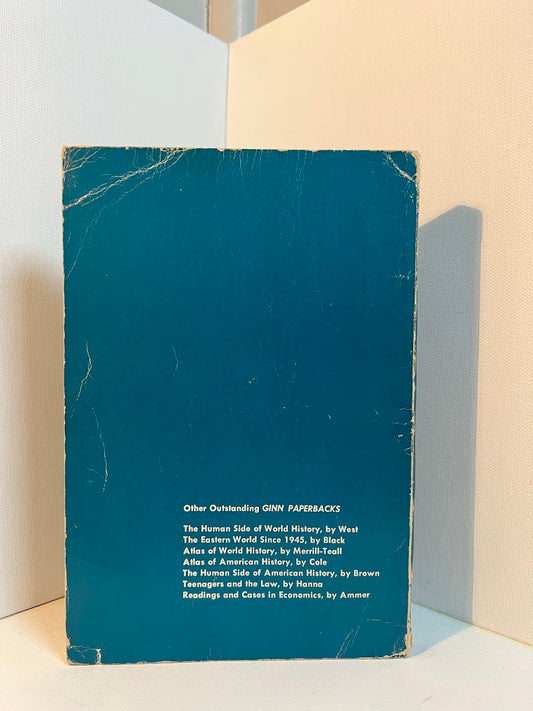 Other Outstanding GINN PAPERBACKS
The Human Side of World History, by West
The Eastern World Since 1945, by Black
Atlas of World History, by Merrill-Teall
Atlas of American History, by Cole
The Human Side of American History, by Brown
Teenagers and the Law, by Hanna
Readings and Cases in Economics, by Ammer